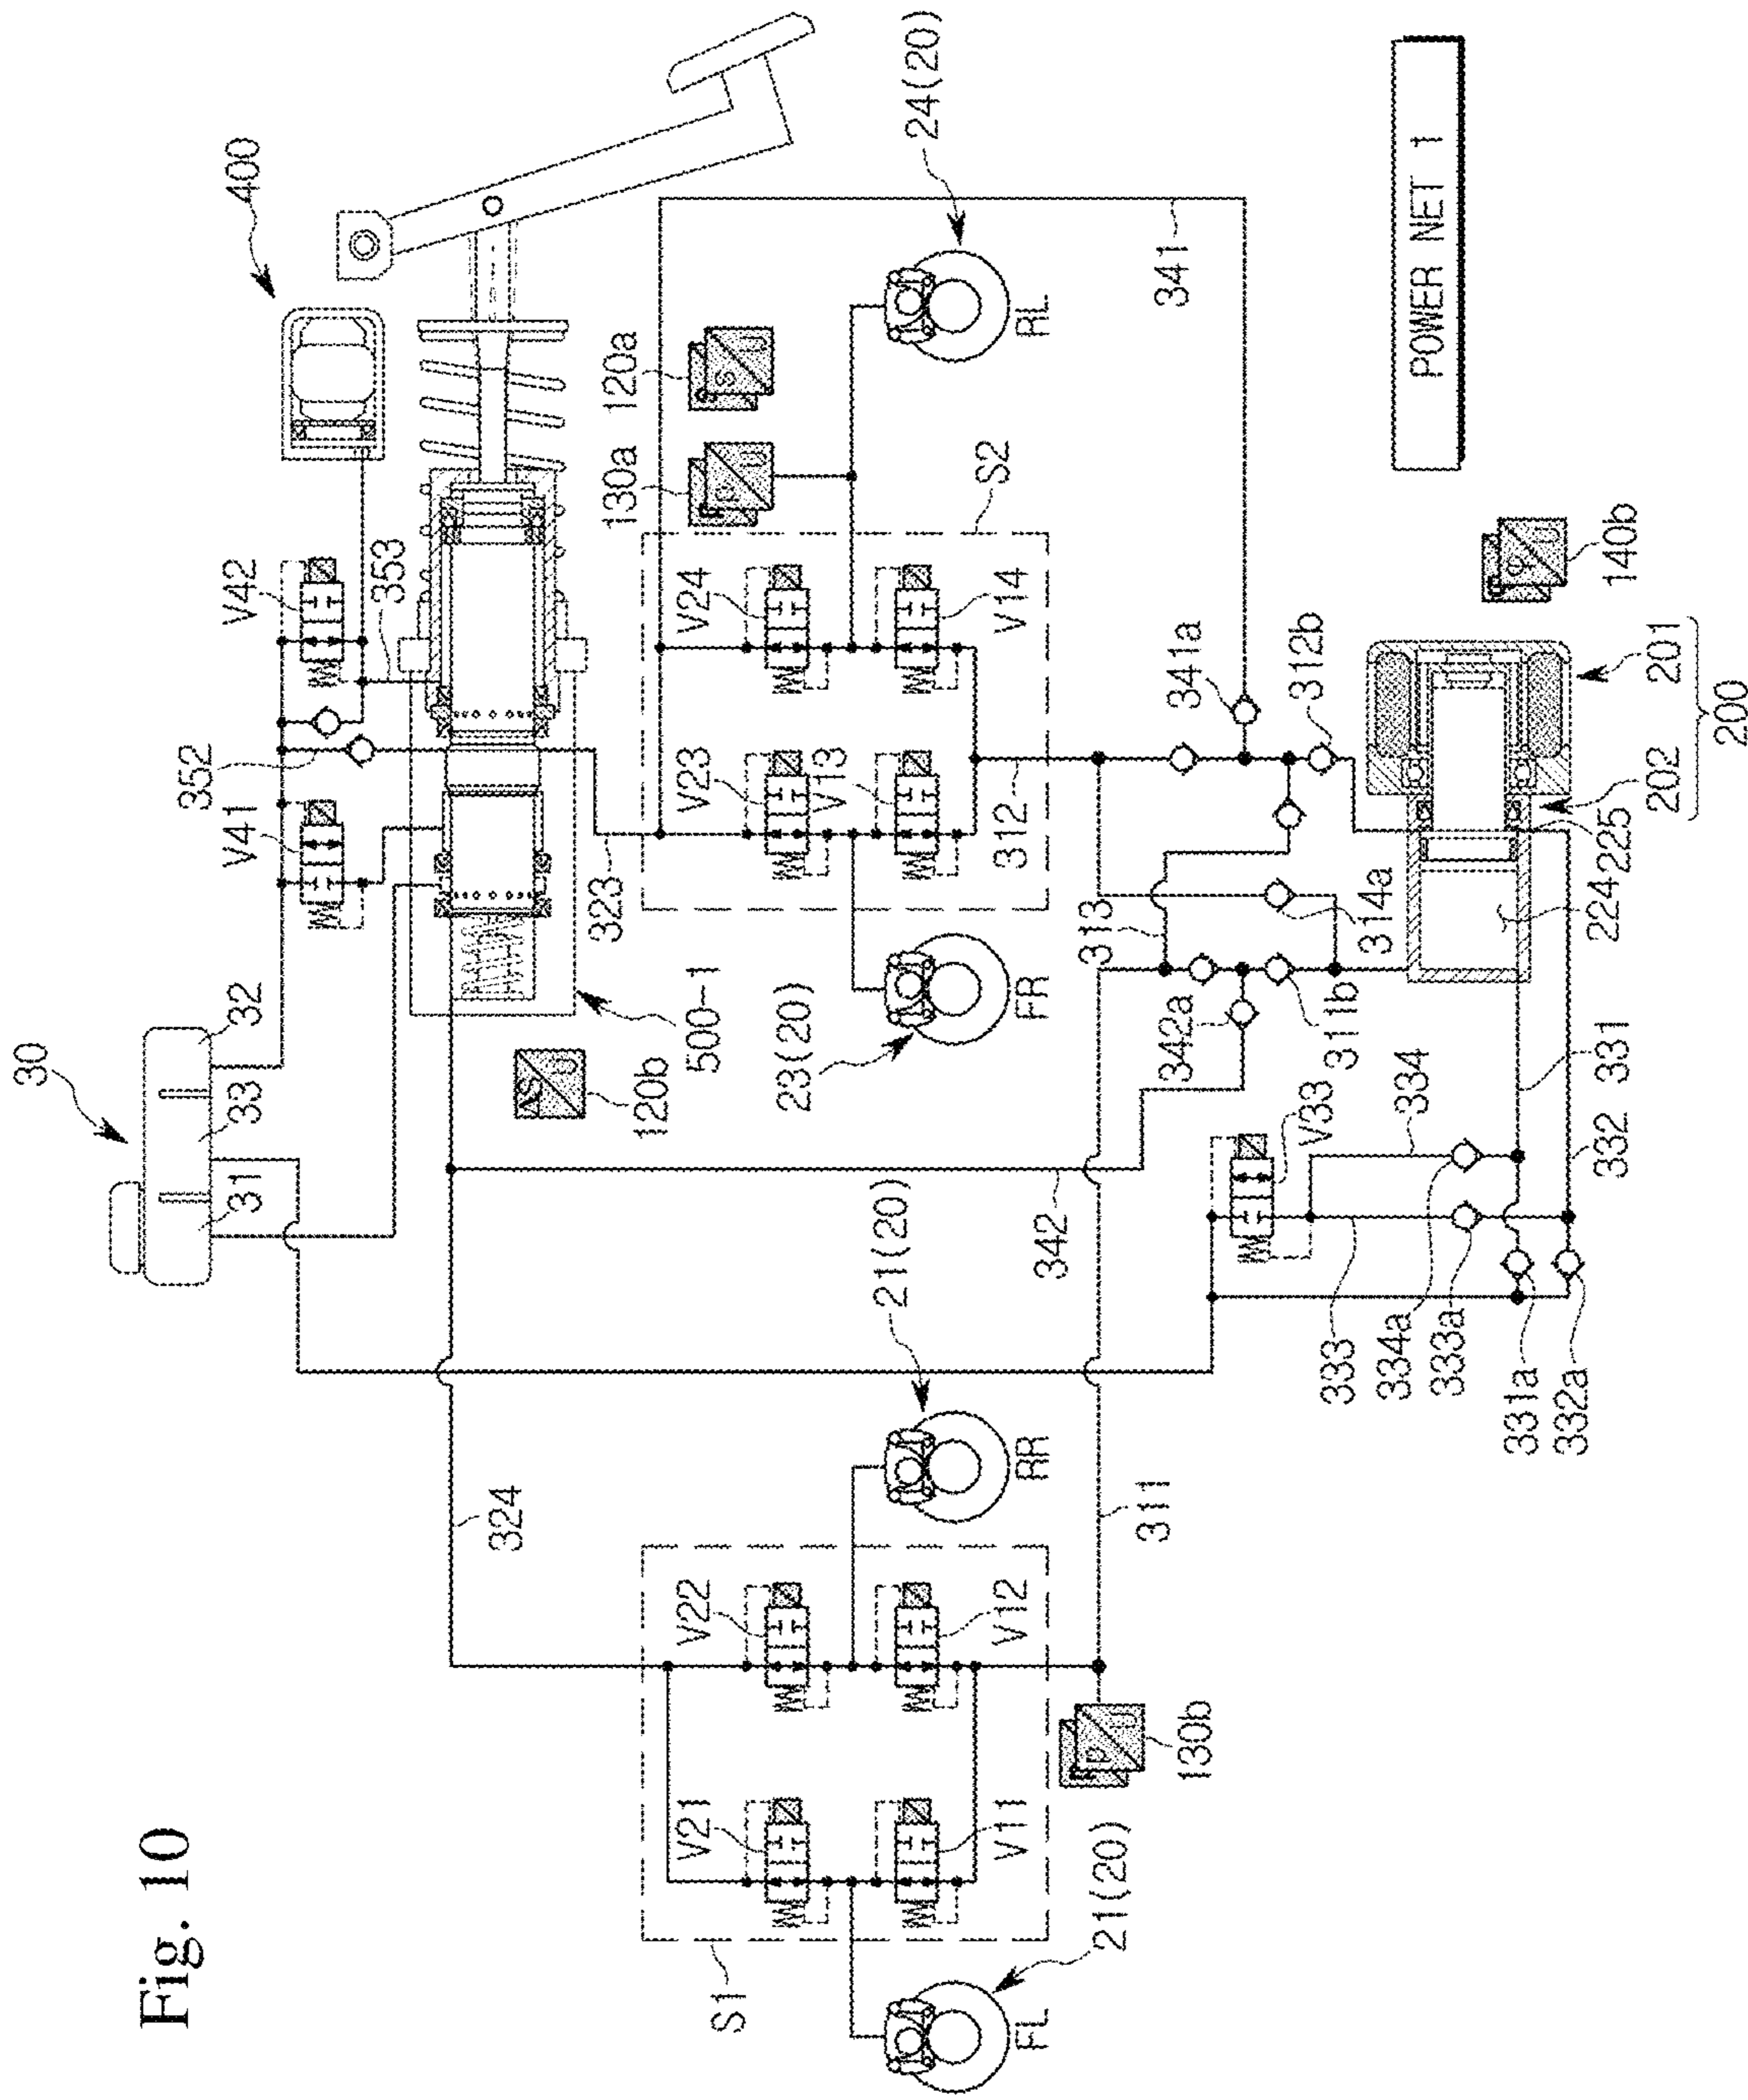 Fig. 10
30
31
33
32
V41
352
V42
353
400
324
120b
ΔS
U
500-1
323
130a
P
U
120a
S
U
S1
V21
V22
V11
V12
V23
V24
V13
V14
S2
FL
21(20)
RR
21(20)
FR
23(20)
RL
24(20)
130b
P
U
311
342
312
313
341
341a
342a
314a
311b
312b
V33
333
334
334a
333a
331a
332a
331
332
224
225
202
201
200
140b
U
POWER NET 1